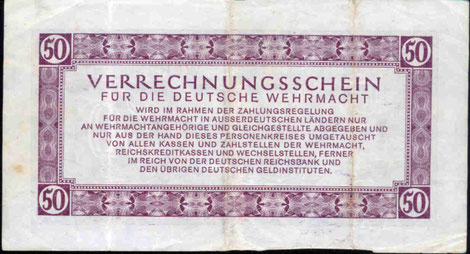 50 50
VERRECHNUNGSSCHEIN
FÜR DIE DEUTSCHE WEHRMACHT
WIRD IM RAHMEN DER ZAHLUNGSREGELUNG
FÜR DIE WEHRMACHT IN AUSSERDEUTSCHEN LÄNDERN NUR
AN WEHRMACHTANGEHÖRIGE UND GLEICHGESTELLTE ABGEGEBEN UND
NUR AUS DER HAND DIESES PERSONENKREISES UMGETAUSCHT
VON ALLEN KASSEN UND ZAHLSTELLEN DER WEHRMACHT,
REICHSKREDITKASSEN UND WECHSELSTELLEN, FERNER
IM REICH VON DER DEUTSCHEN REICHSBANK UND
DEN ÜBRIGEN DEUTSCHEN GELDINSTITUTEN.
50 50